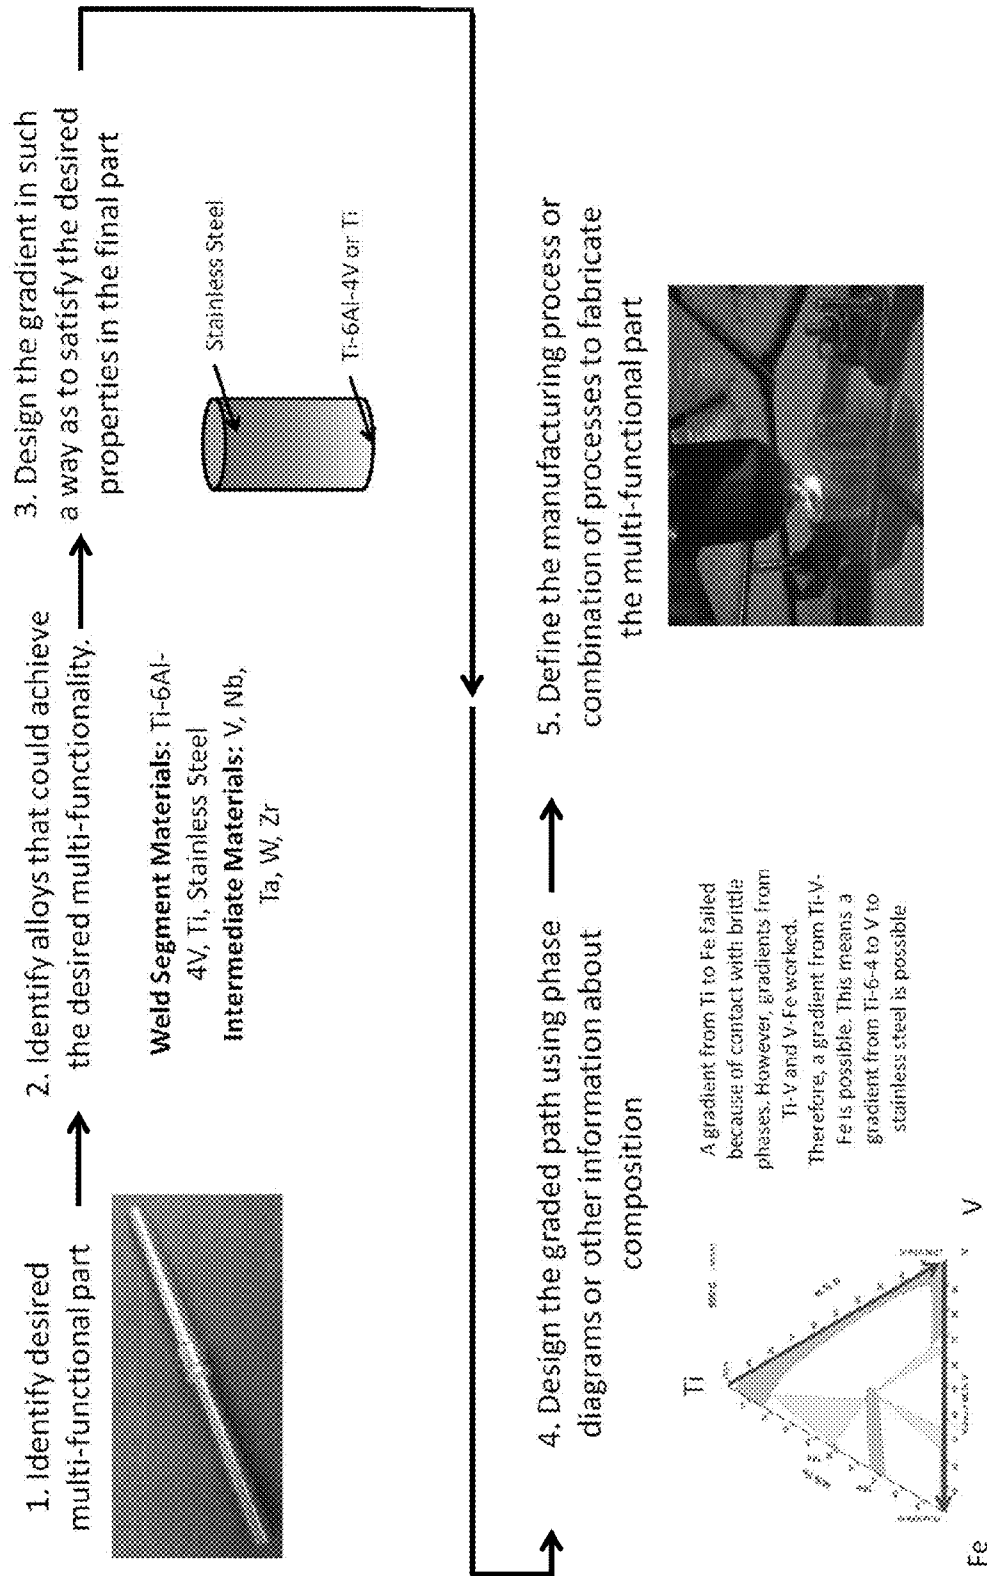 1. Identify desired
multi-functional part
2. Identify alloys that could achieve
the desired multi-functionality.
Weld Segment Materials: Ti-6Al-
4V, Ti, Stainless Steel
Intermediate Materials: V, Nb,
Ta, W, Zr
3. Design the gradient in such
a way as to satisfy the desired
properties in the final part
Stainless Steel
Ti-6Al-4V or Ti
4. Design the graded path using phase
diagrams or other information about
composition
Ti
V
Fe
A gradient from Ti to Fe failed
because of contact with brittle
phases. However, gradients from
Ti-V and V-Fe worked.
Therefore, a gradient from Ti-V-
Fe is possible. This means a
gradient from Ti-6-4 to V to
stainless steel is possible
5. Define the manufacturing process or
combination of processes to fabricate
the multi-functional part